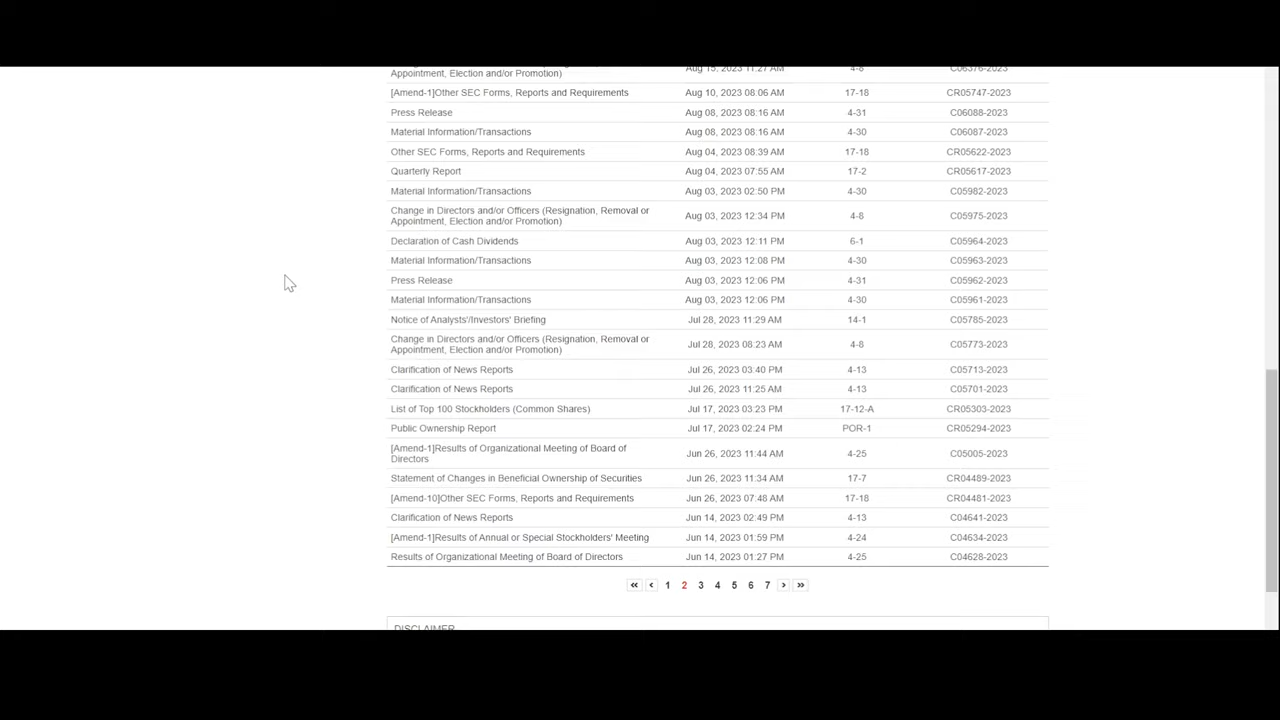 Appointment, Election and/or Promotion) Aug 15, 2023 11:27 AM 4-8 C06376-2023
[Amend-1]Other SEC Forms, Reports and Requirements Aug 10, 2023 08:06 AM 17-18 CR05747-2023
Press Release Aug 08, 2023 08:16 AM 4-31 C06088-2023
Material Information/Transactions Aug 08, 2023 08:16 AM 4-30 C06087-2023
Other SEC Forms, Reports and Requirements Aug 04, 2023 08:39 AM 17-18 CR05622-2023
Quarterly Report Aug 04, 2023 07:55 AM 17-2 CR05617-2023
Material Information/Transactions Aug 03, 2023 02:50 PM 4-30 C05982-2023
Change in Directors and/or Officers (Resignation, Removal or
Appointment, Election and/or Promotion) Aug 03, 2023 12:34 PM 4-8 C05975-2023
Declaration of Cash Dividends Aug 03, 2023 12:11 PM 6-1 C05964-2023
Material Information/Transactions Aug 03, 2023 12:08 PM 4-30 C05963-2023
Press Release Aug 03, 2023 12:06 PM 4-31 C05962-2023
Material Information/Transactions Aug 03, 2023 12:06 PM 4-30 C05961-2023
Notice of Analysts'/Investors' Briefing Jul 28, 2023 11:29 AM 14-1 C05785-2023
Change in Directors and/or Officers (Resignation, Removal or
Appointment, Election and/or Promotion) Jul 28, 2023 08:23 AM 4-8 C05773-2023
Clarification of News Reports Jul 26, 2023 03:40 PM 4-13 C05713-2023
Clarification of News Reports Jul 26, 2023 11:25 AM 4-13 C05701-2023
List of Top 100 Stockholders (Common Shares) Jul 17, 2023 03:23 PM 17-12-A CR05303-2023
Public Ownership Report Jul 17, 2023 02:24 PM POR-1 CR05294-2023
[Amend-1]Results of Organizational Meeting of Board of
Directors Jun 26, 2023 11:44 AM 4-25 C05005-2023
Statement of Changes in Beneficial Ownership of Securities Jun 26, 2023 11:34 AM 17-7 CR04489-2023
[Amend-10]Other SEC Forms, Reports and Requirements Jun 26, 2023 07:48 AM 17-18 CR04481-2023
Clarification of News Reports Jun 14, 2023 02:49 PM 4-13 C04641-2023
[Amend-1]Results of Annual or Special Stockholders' Meeting Jun 14, 2023 01:59 PM 4-24 C04634-2023
Results of Organizational Meeting of Board of Directors Jun 14, 2023 01:27 PM 4-25 C04628-2023
« ‹ 1 2 3 4 5 6 7 › »
DISCLAIMER